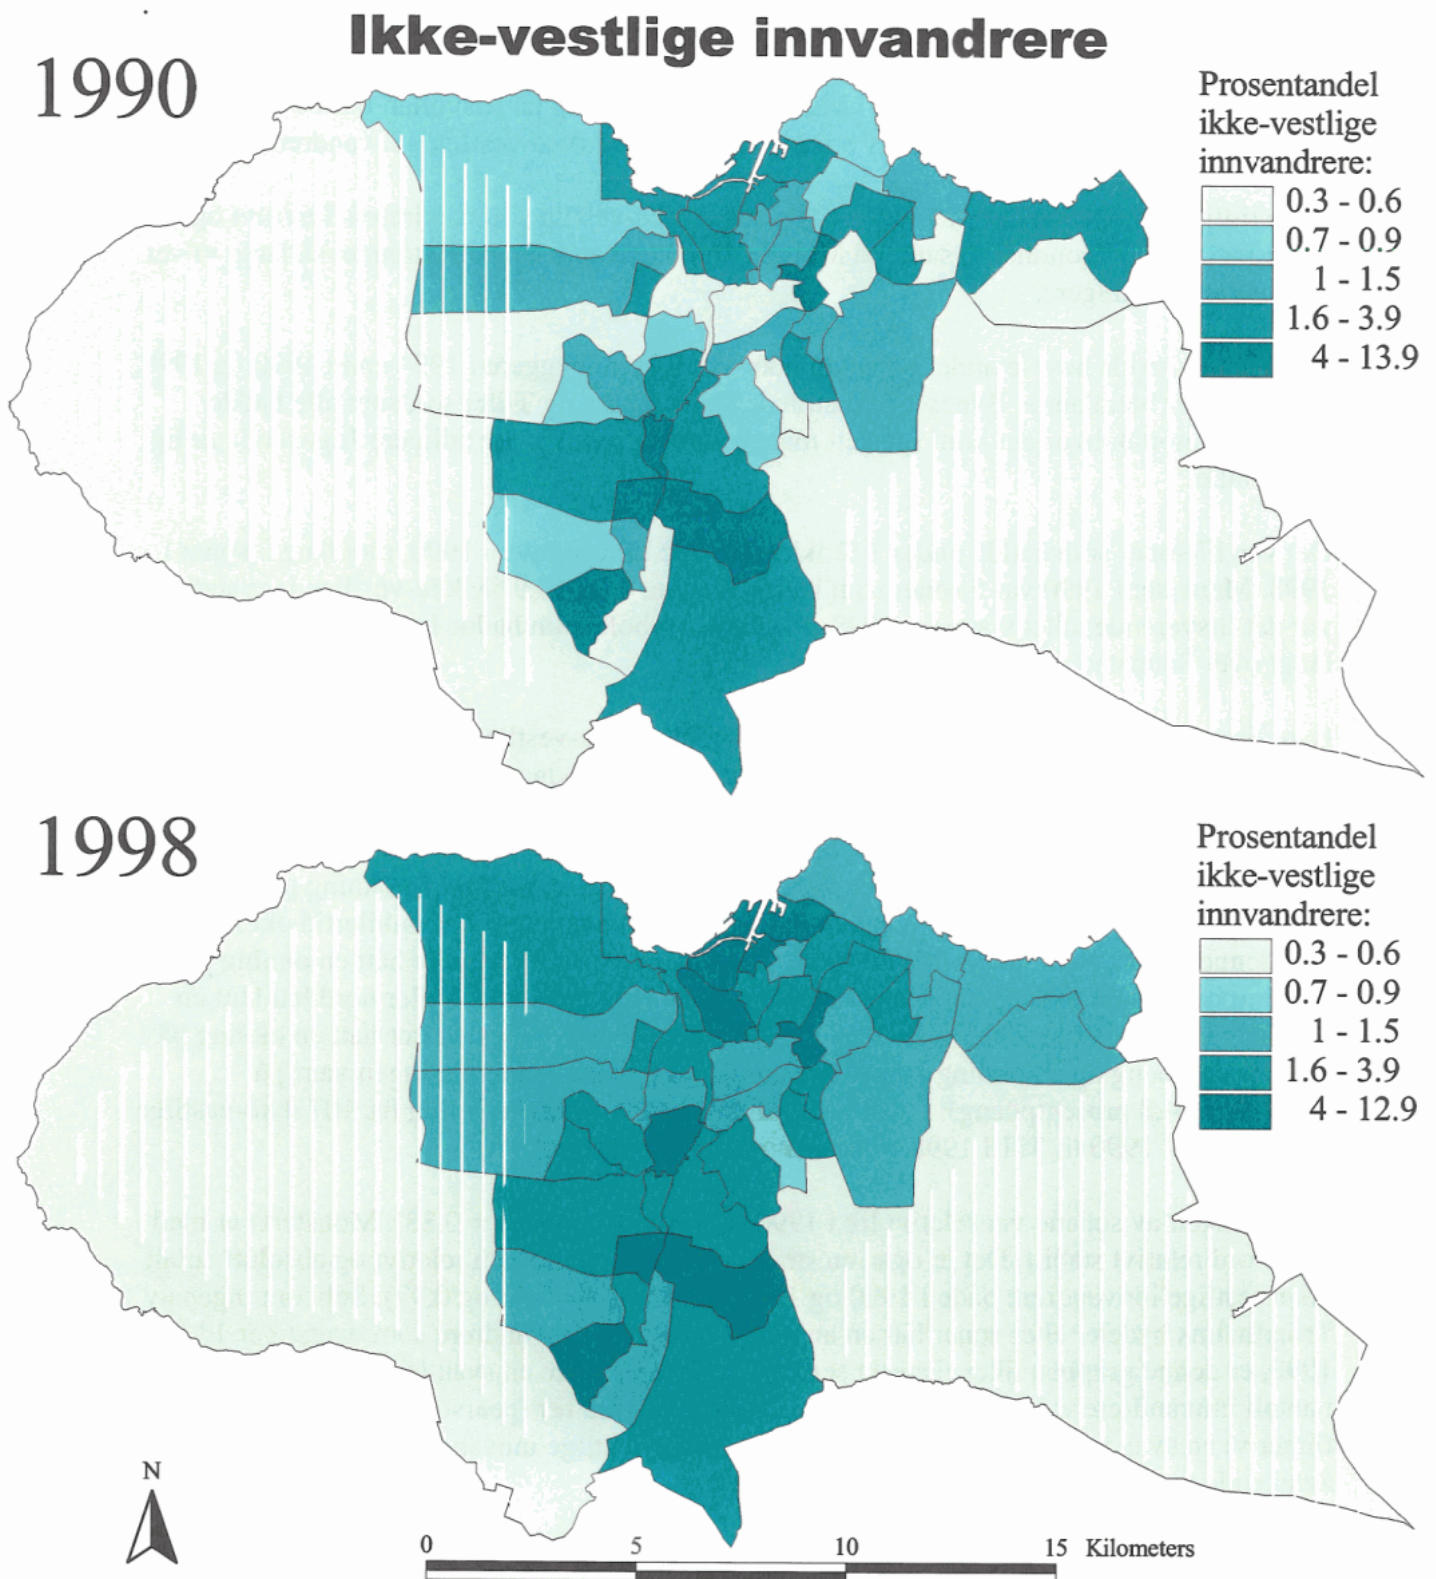 Ikke-vestlige innvandrere
1990
Prosentandel
ikke-vestlige
innvandrere:
0.3 - 0.6
0.7 - 0.9
1 - 1.5
1.6 - 3.9
4 - 13.9
1998
Prosentandel
ikke-vestlige
innvandrere:
0.3 - 0.6
0.7 - 0.9
1 - 1.5
1.6 - 3.9
4 - 12.9
N
0 5 10 15 Kilometers